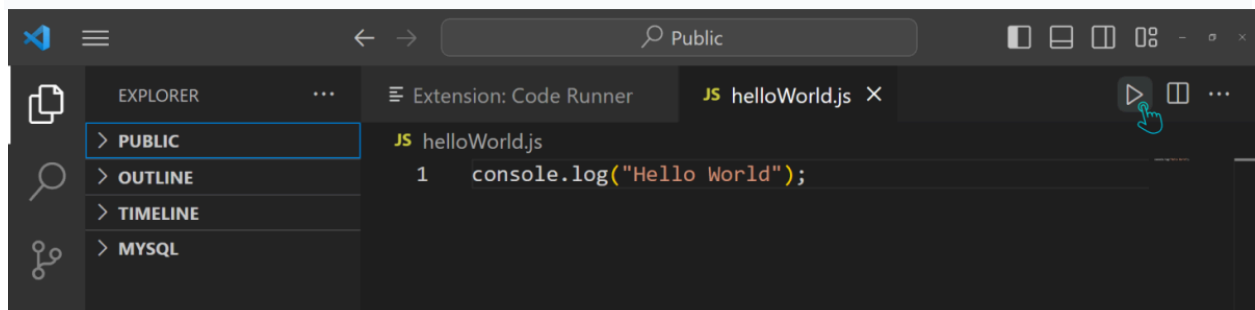 Public
EXPLORER ...
Extension: Code Runner
JS helloWorld.js
PUBLIC
OUTLINE
TIMELINE
MYSQL
JS helloWorld.js
1 console.log("Hello World");